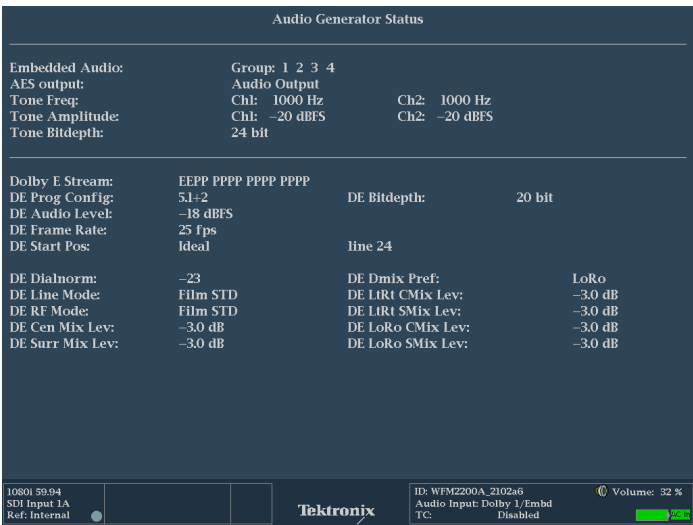 Audio Generator Status
Embedded Audio: Group: 1 2 3 4
AES output: Audio Output
Tone Freq: Ch1: 1000 Hz Ch2: 1000 Hz
Tone Amplitude: Ch1: −20 dBFS Ch2: −20 dBFS
Tone Bitdepth: 24 bit
Dolby E Stream: EEPP PPPP PPPP PPPP
DE Prog Config: 5.1+2 DE Bitdepth: 20 bit
DE Audio Level: −18 dBFS
DE Frame Rate: 25 fps
DE Start Pos: Ideal line 24
DE Dialnorm: −23 DE Dmix Pref: LoRo
DE Line Mode: Film STD DE LtRt CMix Lev: −3.0 dB
DE RF Mode: Film STD DE LtRt SMix Lev: −3.0 dB
DE Cen Mix Lev: −3.0 dB DE LoRo CMix Lev: −3.0 dB
DE Surr Mix Lev: −3.0 dB DE LoRo SMix Lev: −3.0 dB
1080i 59.94
SDI Input 1A
Ref: Internal
Tektronix
ID: WFM2200A_2102a6
Audio Input: Dolby 1/Embd
TC: Disabled
Volume: 32 %